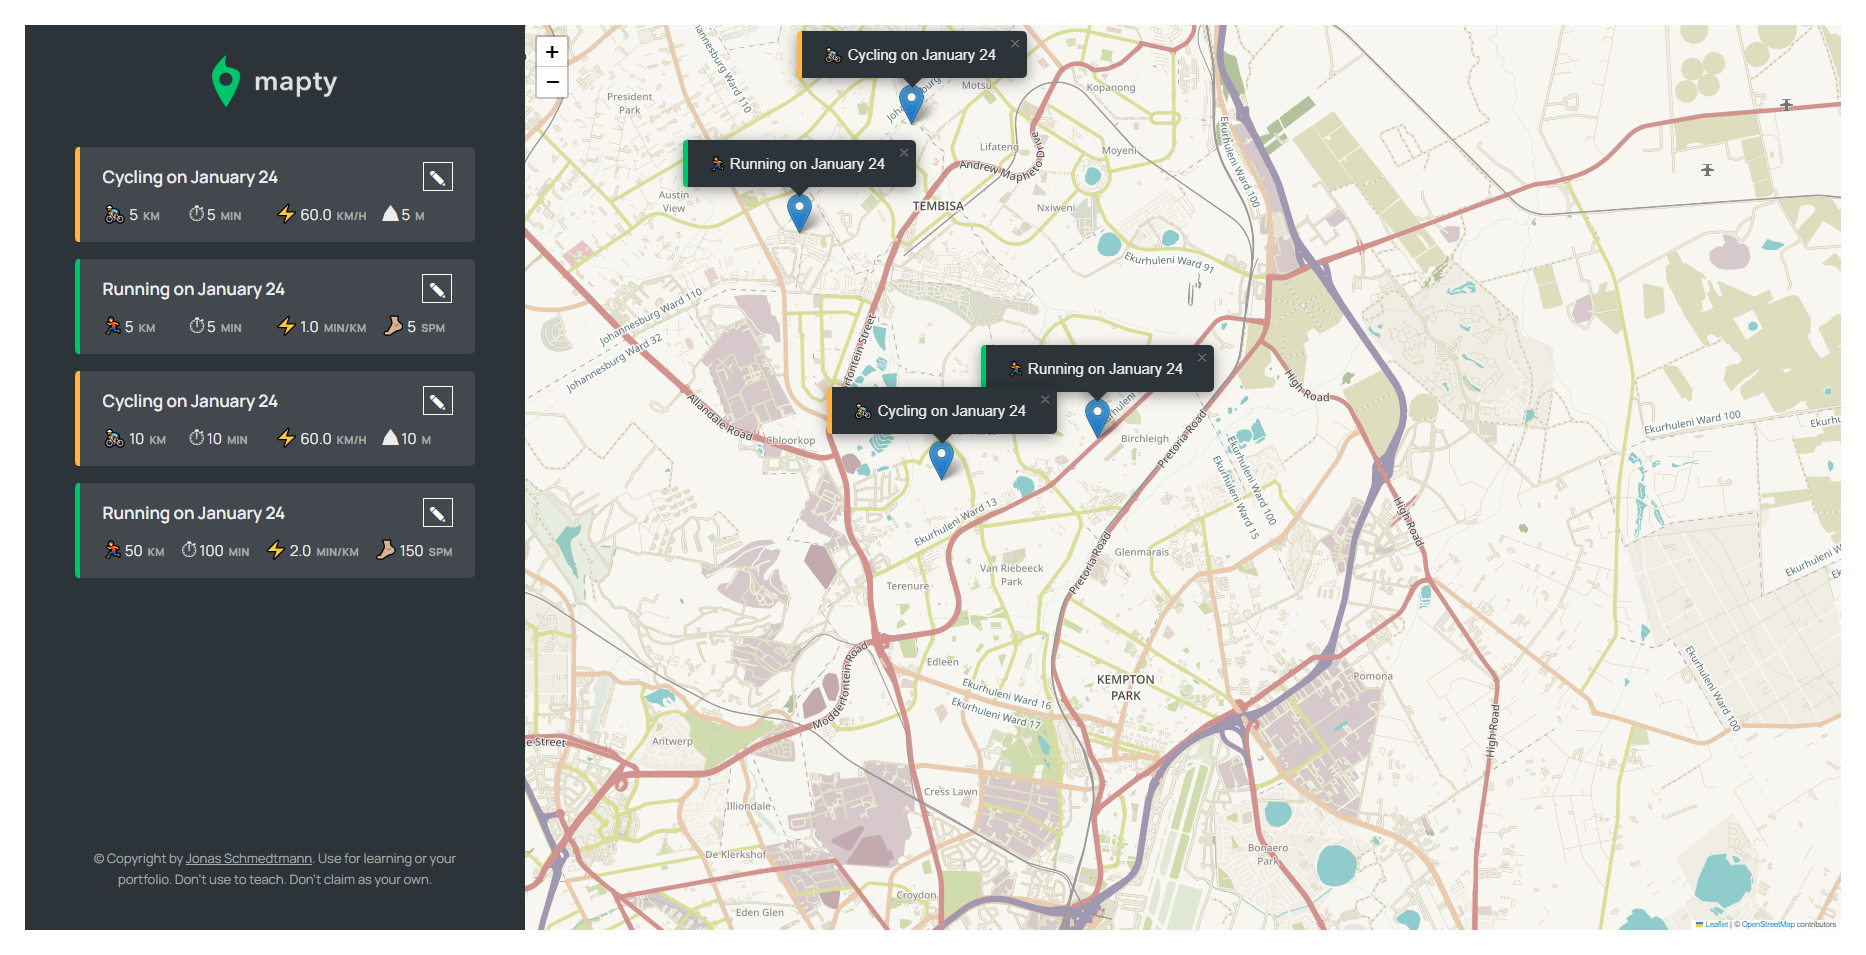 mapty
Cycling on January 24
5 KM 5 MIN 60.0 KM/H 5 M
Running on January 24
5 KM 5 MIN 1.0 MIN/KM 5 SPM
Cycling on January 24
10 KM 10 MIN 60.0 KM/H 10 M
Running on January 24
50 KM 100 MIN 2.0 MIN/KM 150 SPM
© Copyright by Jonas Schmedtmann. Use for learning or your
portfolio. Don't use to teach. Don't claim as your own.
+
−
Cycling on January 24 ×
Running on January 24 ×
Running on January 24 ×
Cycling on January 24 ×
Johannesburg Ward 110
President
Park
Motsu
Kopanong
Lifateng
Moyeni
Andrew Mapheto Drive
Austin
View
TEMBISA
Nxiweni
Ekurhuleni Ward 100
Ekurhuleni Ward 91
Johannesburg Ward 110
Johannesburg Ward 32
Allandale Road
Chloorkop
High Road
Birchleigh
Pretoria Road
Ekurhuleni Ward 100
Ekurhuleni Ward 100
Ekurhuleni Ward 15
Ekurhuleni Ward 13
High Road
Glenmarais
Van Riebeeck
Park
Pretoria Road
Terenure
Edleen
Modderfontein Road
Ekurhuleni Ward 16
Ekurhuleni Ward 17
KEMPTON
PARK
Pomona
Ekurhuleni Ward 100
High Road
e Street
Antwerp
Cress Lawn
Illiondale
De Klerkshof
Bonaero
Park
Croydon
Eden Glen
Leaflet | © OpenStreetMap contributors